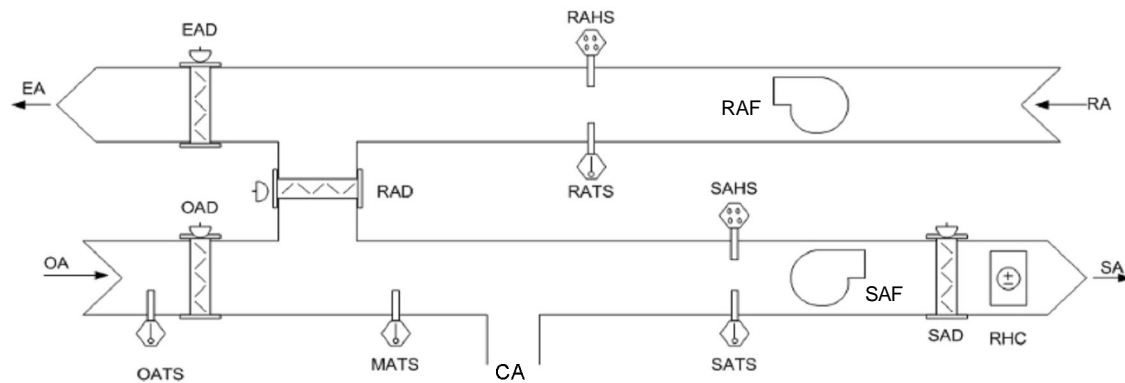 RAHS
EAD
EA
RAF
RA
RAD
RATS
SAHS
OAD
OA
SA
SAF
SAD
RHC
MATS
SATS
OATS
CA